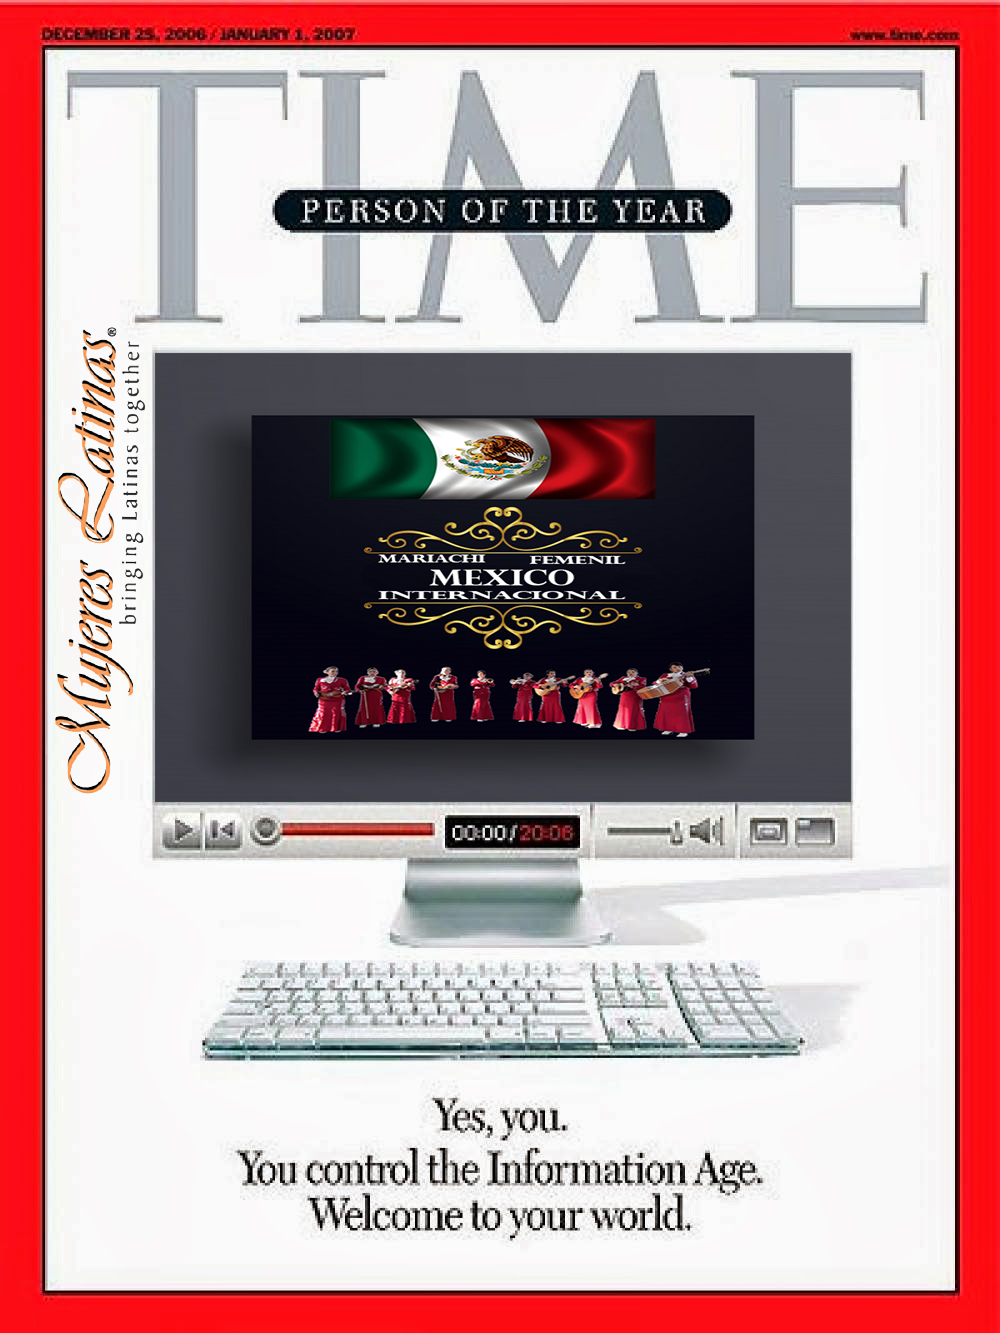 DECEMBER 25, 2006 / JANUARY 1, 2007
www.time.com
TIME
PERSON OF THE YEAR
Mujeres Latinas®
bringing Latinas together
MARIACHI FEMENIL
MEXICO
INTERNACIONAL
00:00/20:06
Yes, you.
You control the Information Age.
Welcome to your world.